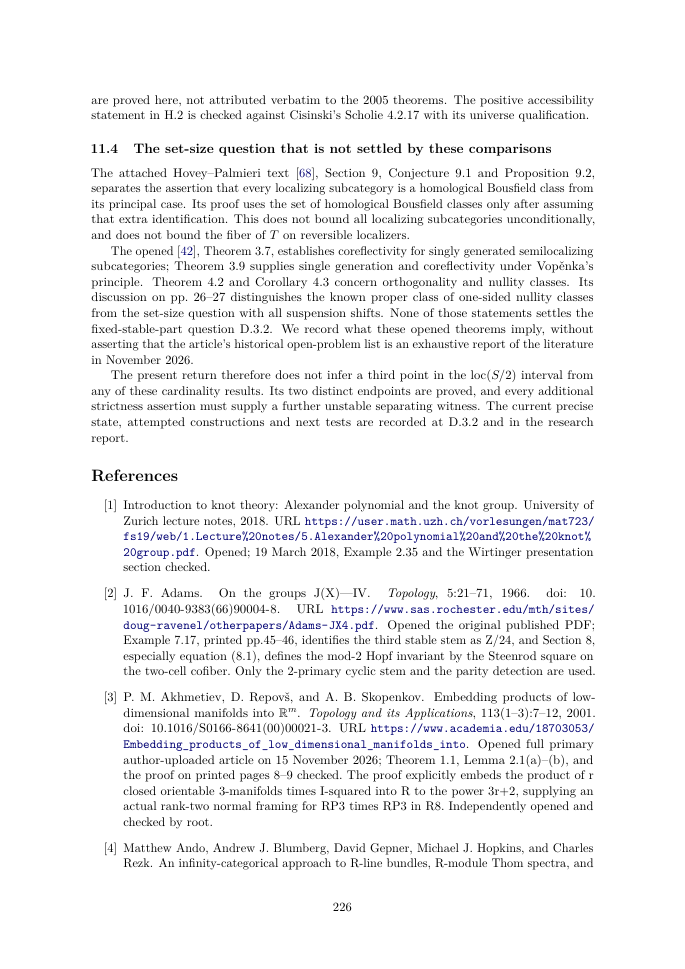 are proved here, not attributed verbatim to the 2005 theorems. The positive accessibility
statement in H.2 is checked against Cisinski's Scholie 4.2.17 with its universe qualification.
11.4 The set-size question that is not settled by these comparisons
The attached Hovey–Palmieri text [68], Section 9, Conjecture 9.1 and Proposition 9.2,
separates the assertion that every localizing subcategory is a homological Bousfield class from
its principal case. Its proof uses the set of homological Bousfield classes only after assuming
that extra identification. This does not bound all localizing subcategories unconditionally,
and does not bound the fiber of T on reversible localizers.
The opened [42], Theorem 3.7, establishes coreflectivity for singly generated semilocalizing
subcategories; Theorem 3.9 supplies single generation and coreflectivity under Vopěnka's
principle. Theorem 4.2 and Corollary 4.3 concern orthogonality and nullity classes. Its
discussion on pp. 26–27 distinguishes the known proper class of one-sided nullity classes
from the set-size question with all suspension shifts. None of those statements settles the
fixed-stable-part question D.3.2. We record what these opened theorems imply, without
asserting that the article's historical open-problem list is an exhaustive report of the literature
in November 2026.
The present return therefore does not infer a third point in the loc(S/2) interval from
any of these cardinality results. Its two distinct endpoints are proved, and every additional
strictness assertion must supply a further unstable separating witness. The current precise
state, attempted constructions and next tests are recorded at D.3.2 and in the research
report.
References
[1] Introduction to knot theory: Alexander polynomial and the knot group. University of
Zurich lecture notes, 2018. URL https://user.math.uzh.ch/vorlesungen/mat723/
fs19/web/1.Lecture%20notes/5.Alexander%20polynomial%20and%20the%20knot%
20group.pdf. Opened; 19 March 2018, Example 2.35 and the Wirtinger presentation
section checked.
[2] J. F. Adams. On the groups J(X)—IV. Topology, 5:21–71, 1966. doi: 10.
1016/0040-9383(66)90004-8. URL https://www.sas.rochester.edu/mth/sites/
doug-ravenel/otherpapers/Adams-JX4.pdf. Opened the original published PDF;
Example 7.17, printed pp.45–46, identifies the third stable stem as Z/24, and Section 8,
especially equation (8.1), defines the mod-2 Hopf invariant by the Steenrod square on
the two-cell cofiber. Only the 2-primary cyclic stem and the parity detection are used.
[3] P. M. Akhmetiev, D. Repovš, and A. B. Skopenkov. Embedding products of low-
dimensional manifolds into ℝᵐ. Topology and its Applications, 113(1–3):7–12, 2001.
doi: 10.1016/S0166-8641(00)00021-3. URL https://www.academia.edu/18703053/
Embedding_products_of_low_dimensional_manifolds_into. Opened full primary
author-uploaded article on 15 November 2026; Theorem 1.1, Lemma 2.1(a)–(b), and
the proof on printed pages 8–9 checked. The proof explicitly embeds the product of r
closed orientable 3-manifolds times I-squared into R to the power 3r+2, supplying an
actual rank-two normal framing for RP3 times RP3 in R8. Independently opened and
checked by root.
[4] Matthew Ando, Andrew J. Blumberg, David Gepner, Michael J. Hopkins, and Charles
Rezk. An infinity-categorical approach to R-line bundles, R-module Thom spectra, and
226